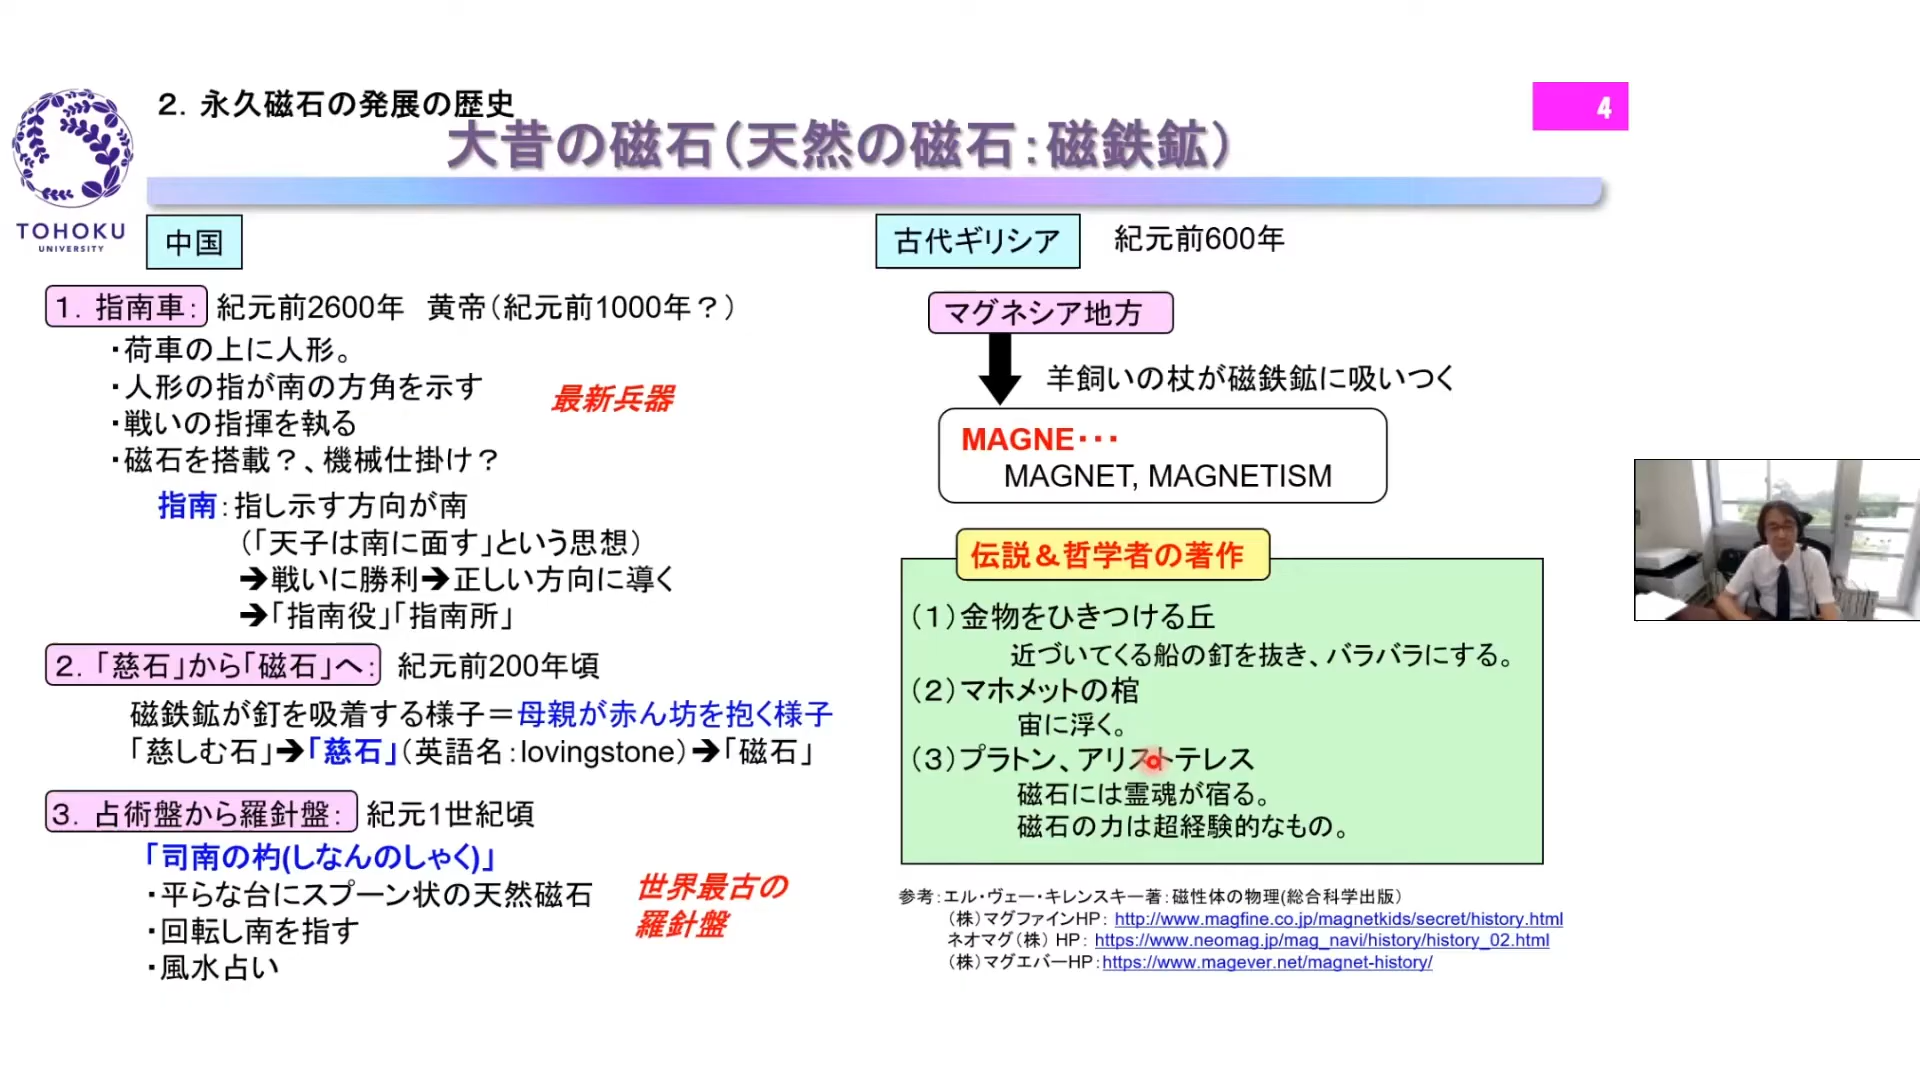 2．永久磁石の発展の歴史
4
大昔の磁石（天然の磁石：磁鉄鉱）
TOHOKU
UNIVERSITY
中国
1．指南車： 紀元前2600年　黄帝（紀元前1000年？）
・荷車の上に人形。
・人形の指が南の方角を示す
・戦いの指揮を執る
・磁石を搭載？、機械仕掛け？
最新兵器
指南：指し示す方向が南
（「天子は南に面す」という思想）
➔戦いに勝利➔正しい方向に導く
➔「指南役」「指南所」
2．「慈石」から「磁石」へ： 紀元前200年頃
磁鉄鉱が釘を吸着する様子＝母親が赤ん坊を抱く様子
「慈しむ石」➔「慈石」（英語名：lovingstone）➔「磁石」
3．占術盤から羅針盤： 紀元1世紀頃
「司南の杓(しなんのしゃく)」
・平らな台にスプーン状の天然磁石
・回転し南を指す
・風水占い
世界最古の
羅針盤
古代ギリシア 紀元前600年
マグネシア地方
羊飼いの杖が磁鉄鉱に吸いつく
MAGNE・・・
MAGNET, MAGNETISM
伝説＆哲学者の著作
（1）金物をひきつける丘
近づいてくる船の釘を抜き、バラバラにする。
（2）マホメットの棺
宙に浮く。
（3）プラトン、アリストテレス
磁石には霊魂が宿る。
磁石の力は超経験的なもの。
参考：エル・ヴェー・キレンスキー著：磁性体の物理(総合科学出版）
（株）マグファインHP： http://www.magfine.co.jp/magnetkids/secret/history.html
ネオマグ（株） HP： https://www.neomag.jp/mag_navi/history/history_02.html
（株）マグエバーHP：https://www.magever.net/magnet-history/